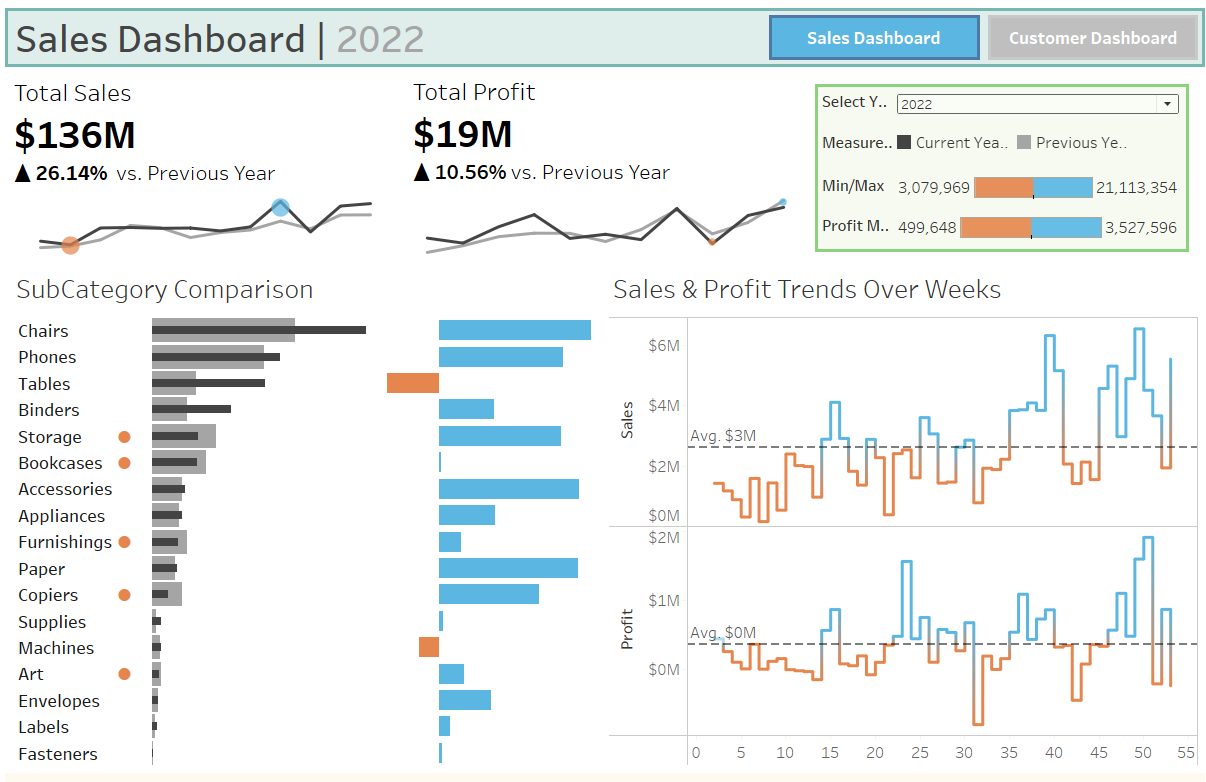 Sales Dashboard | 2022
Sales Dashboard
Customer Dashboard
Total Sales
$136M
▲ 26.14% vs. Previous Year
Total Profit
$19M
▲ 10.56% vs. Previous Year
Select Y.. 2022
Measure.. Current Yea.. Previous Ye..
Min/Max 3,079,969 21,113,354
Profit M.. 499,648 3,527,596
SubCategory Comparison
Chairs
Phones
Tables
Binders
Storage
Bookcases
Accessories
Appliances
Furnishings
Paper
Copiers
Supplies
Machines
Art
Envelopes
Labels
Fasteners
Sales & Profit Trends Over Weeks
Sales
$6M
$4M
Avg. $3M
$2M
$0M
Profit
$2M
$1M
Avg. $0M
$0M
0 5 10 15 20 25 30 35 40 45 50 55